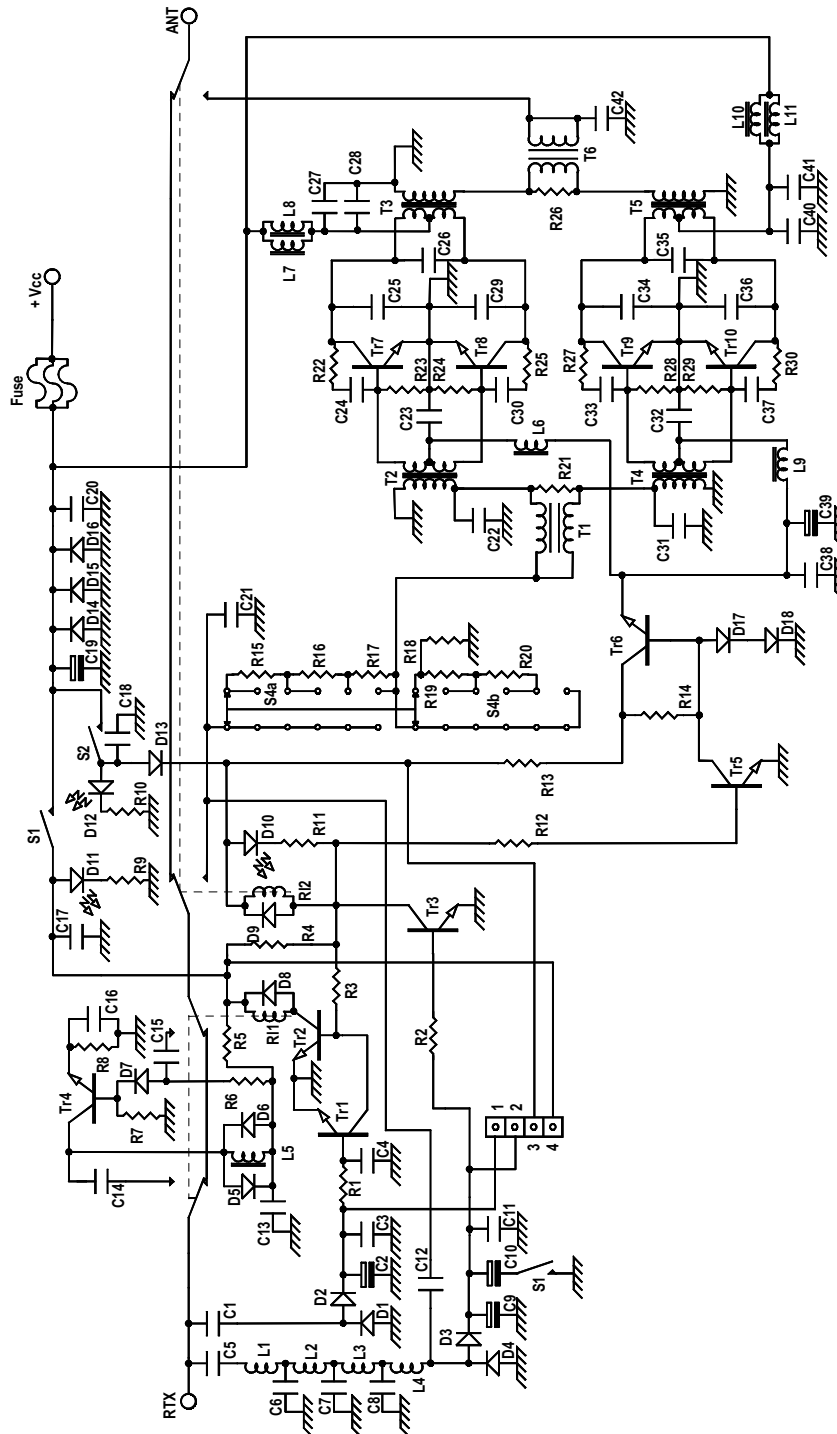 ANT
+ Vcc
Fuse
C20
D16
D15
D14
C19
C18
S2
D13
D12
R10
S1
D11
R9
C17
C42
T6
C27
C28
L8
L7
T3
R26
T5
L10
L11
C41
C40
C26
C25
C29
C35
C34
C36
R22
Tr7
R23
R24
Tr8
R25
C24
C23
C30
R27
Tr9
R28
R29
Tr10
R30
C33
C32
C37
L6
L9
T2
R21
T4
C22
T1
C31
C39
C38
C21
R15
R16
R17
R18
R19
R20
S4a
S4b
Tr6
D17
D18
R14
Tr5
R13
R12
D10
R11
Rl2
D9
R4
D8
R3
Rl1
Tr3
R5
Tr2
Tr1
R2
C16
C15
R8
D7
Tr4
R7
R6
D6
L5
D5
C14
C13
C4
R1
C3
C2
D2
D1
C1
C5
L1
L2
L3
L4
C6
C7
C8
RTX
C12
1
2
3
4
C11
C10
S1
C9
D3
D4